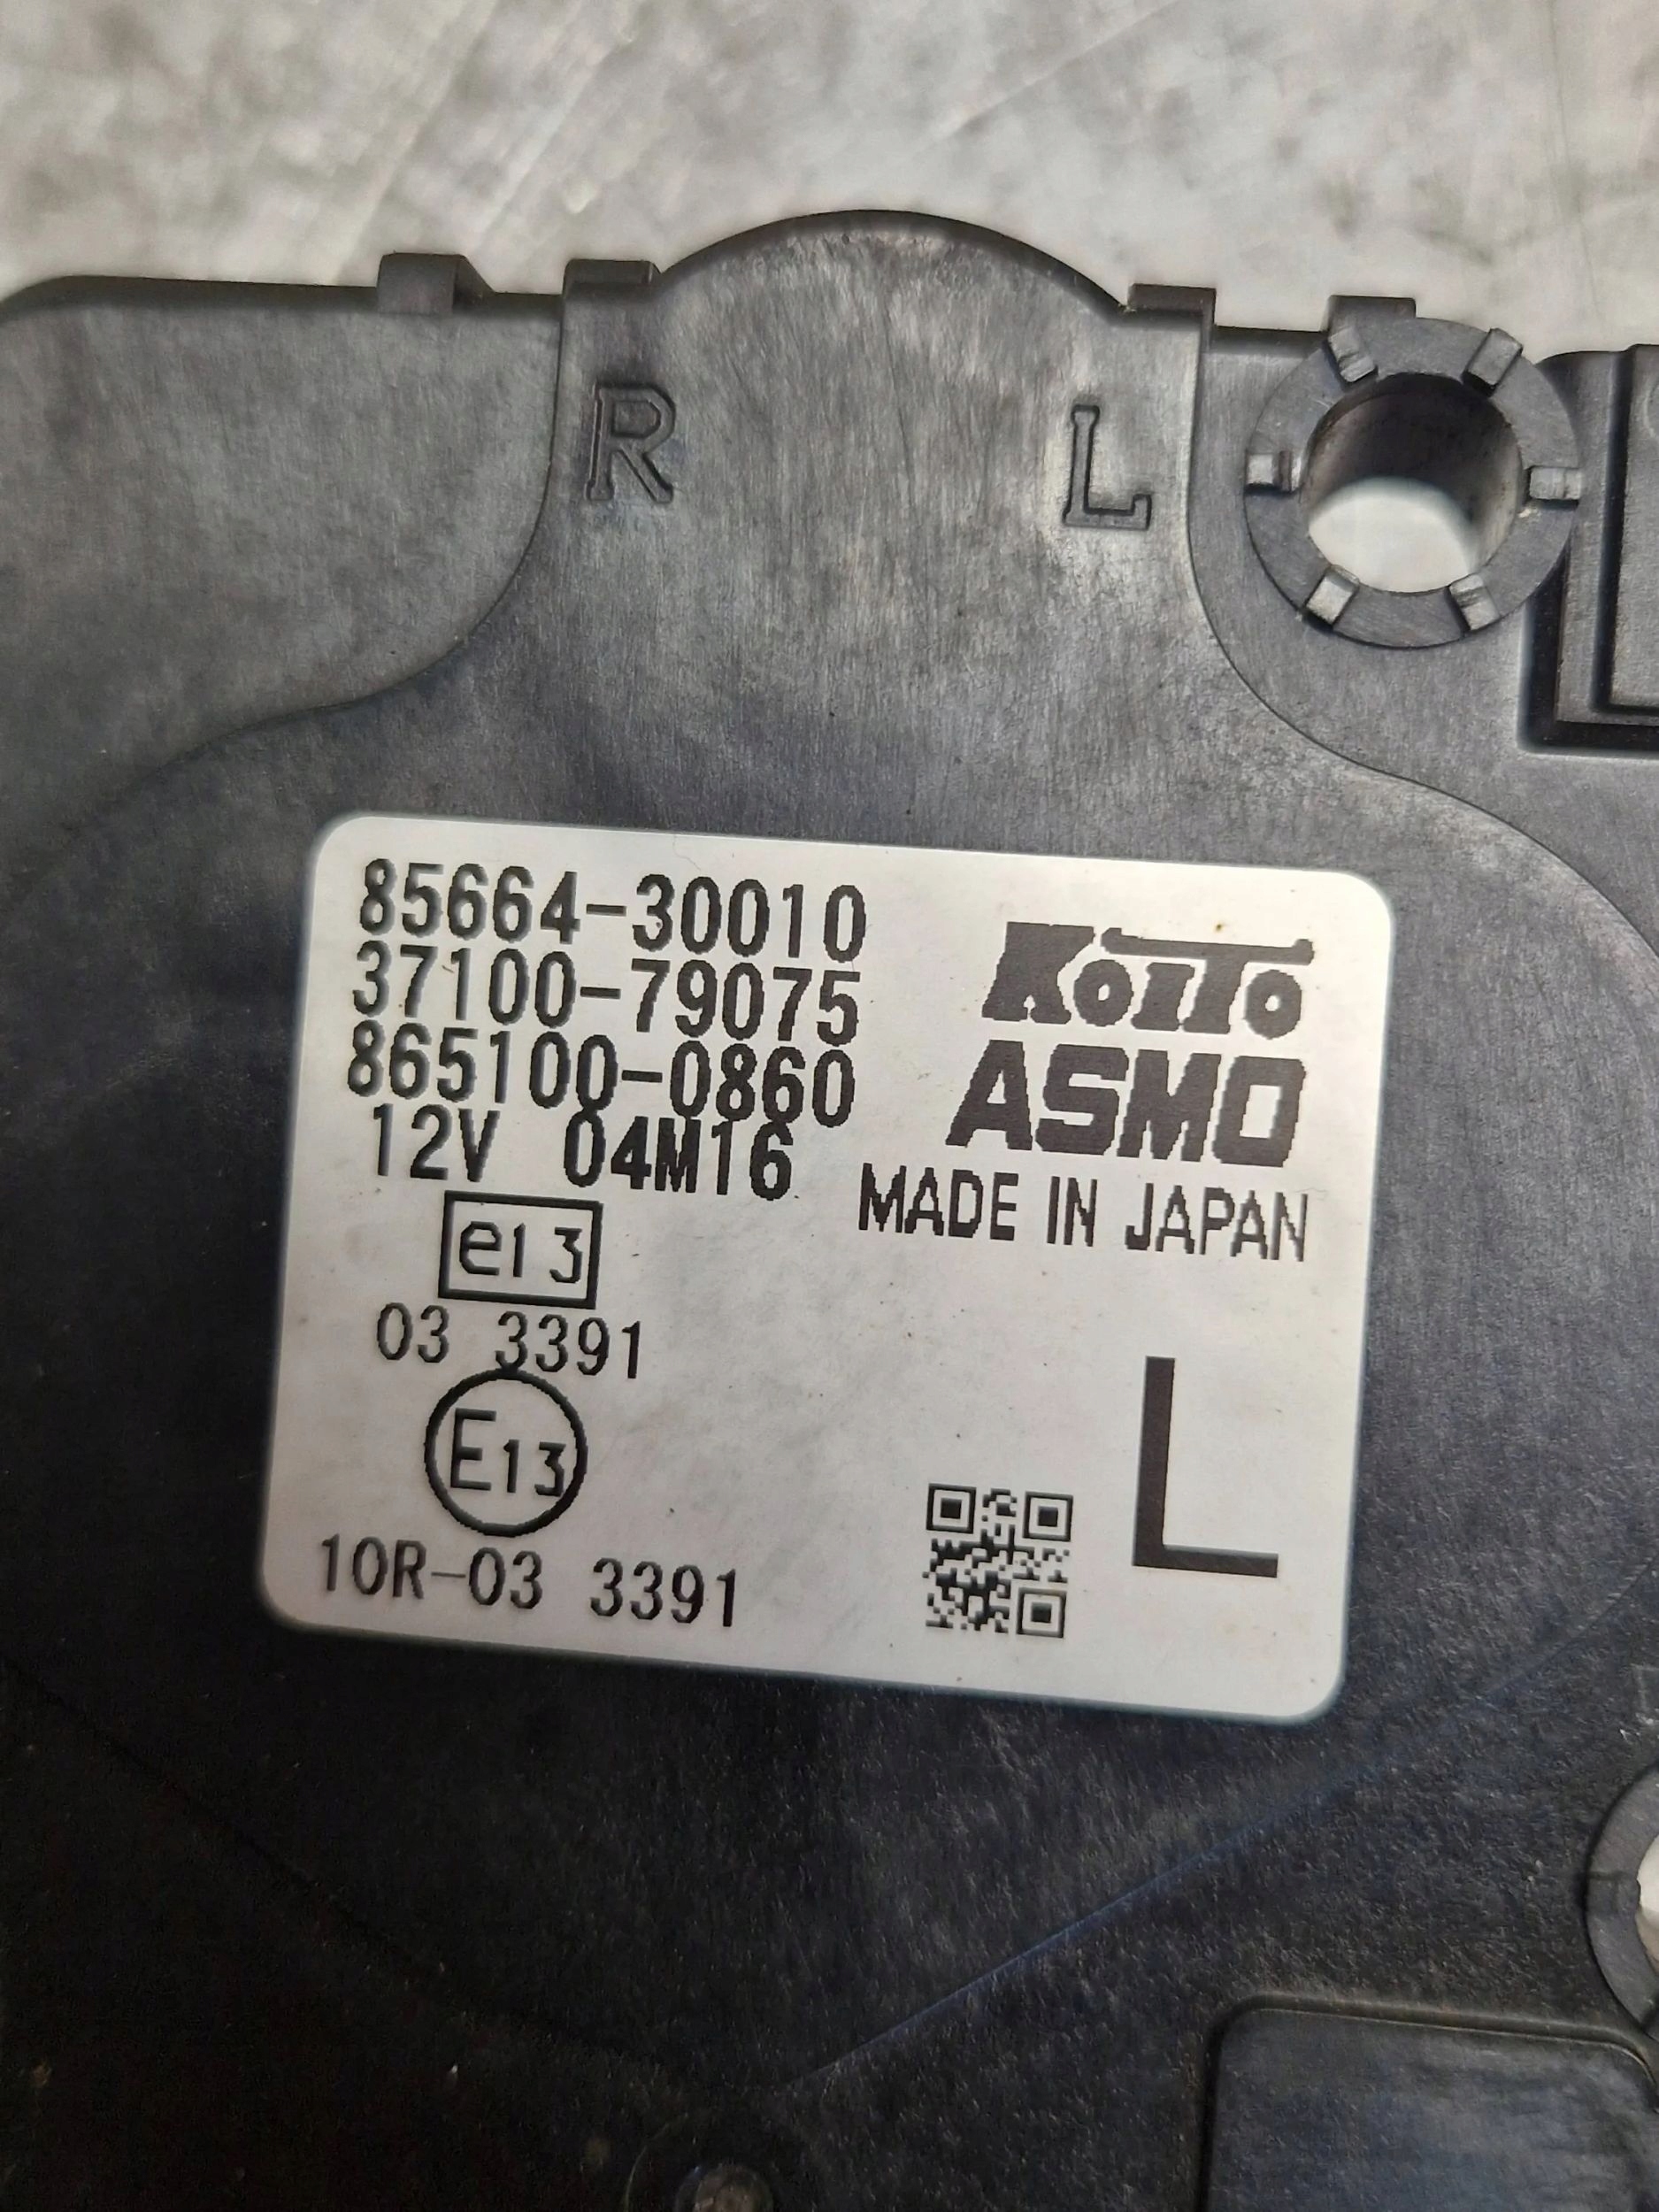 R L
85664-30010
37100-79075
865100-0860
12V 04M16
KOITO
ASMO
MADE IN JAPAN
e13
03 3391
E13
10R-03 3391
L